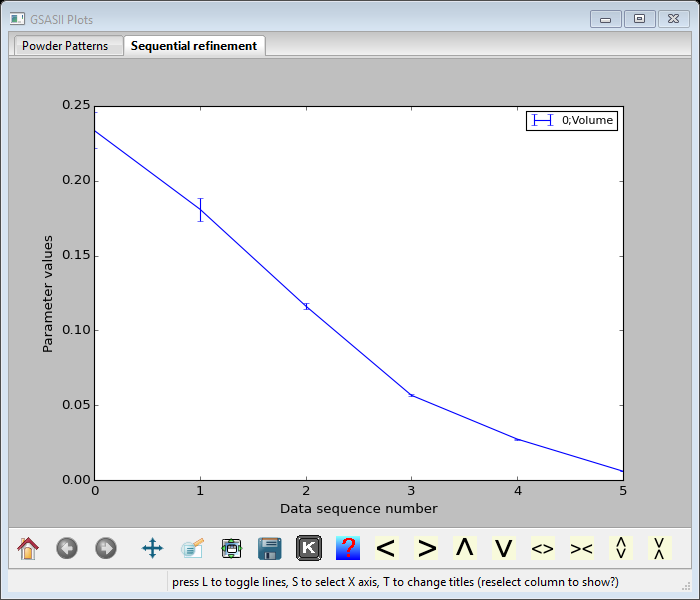 GSASII Plots
Powder Patterns
Sequential refinement
0;Volume
0.25
0.20
0.15
0.10
0.05
0.00
Parameter values
0 1 2 3 4 5
Data sequence number
K ? < > Λ V <> >< <> ><
press L to toggle lines, S to select X axis, T to change titles (reselect column to show?)